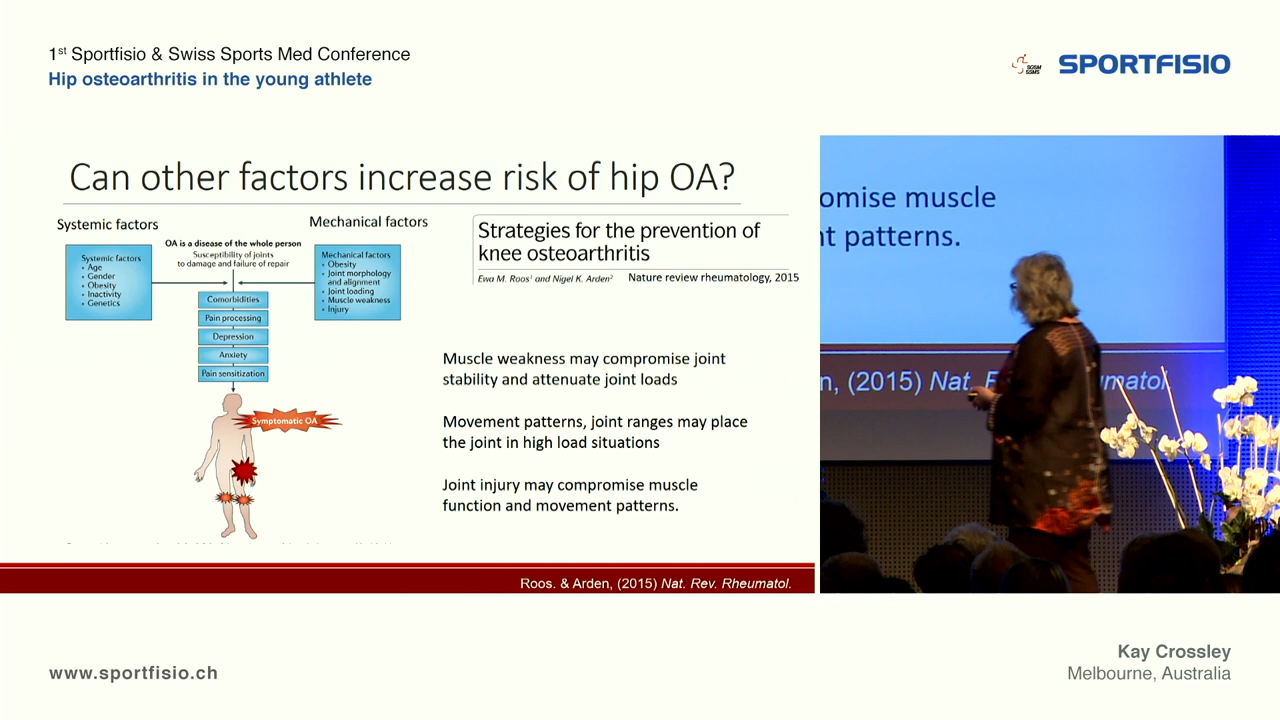 1st Sportfisio & Swiss Sports Med Conference
Hip osteoarthritis in the young athlete
SGSM
SSMS
SPORTFISIO
Can other factors increase risk of hip OA?
Systemic factors
Mechanical factors
OA is a disease of the whole person
Susceptibility of joints
to damage and failure of repair
Systemic factors
• Age
• Gender
• Obesity
• Inactivity
• Genetics
Mechanical factors
• Obesity
• Joint morphology
and alignment
• Joint loading
• Muscle weakness
• Injury
Comorbidities
Pain processing
Depression
Anxiety
Pain sensitization
Symptomatic OA
Strategies for the prevention of
knee osteoarthritis
Ewa M. Roos1 and Nigel K. Arden2
Nature review rheumatology, 2015
Muscle weakness may compromise joint
stability and attenuate joint loads
Movement patterns, joint ranges may place
the joint in high load situations
Joint injury may compromise muscle
function and movement patterns.
Roos. & Arden, (2015) Nat. Rev. Rheumatol.
omise muscle
nt patterns.
n, (2015) Nat. R umatol
www.sportfisio.ch
Kay Crossley
Melbourne, Australia